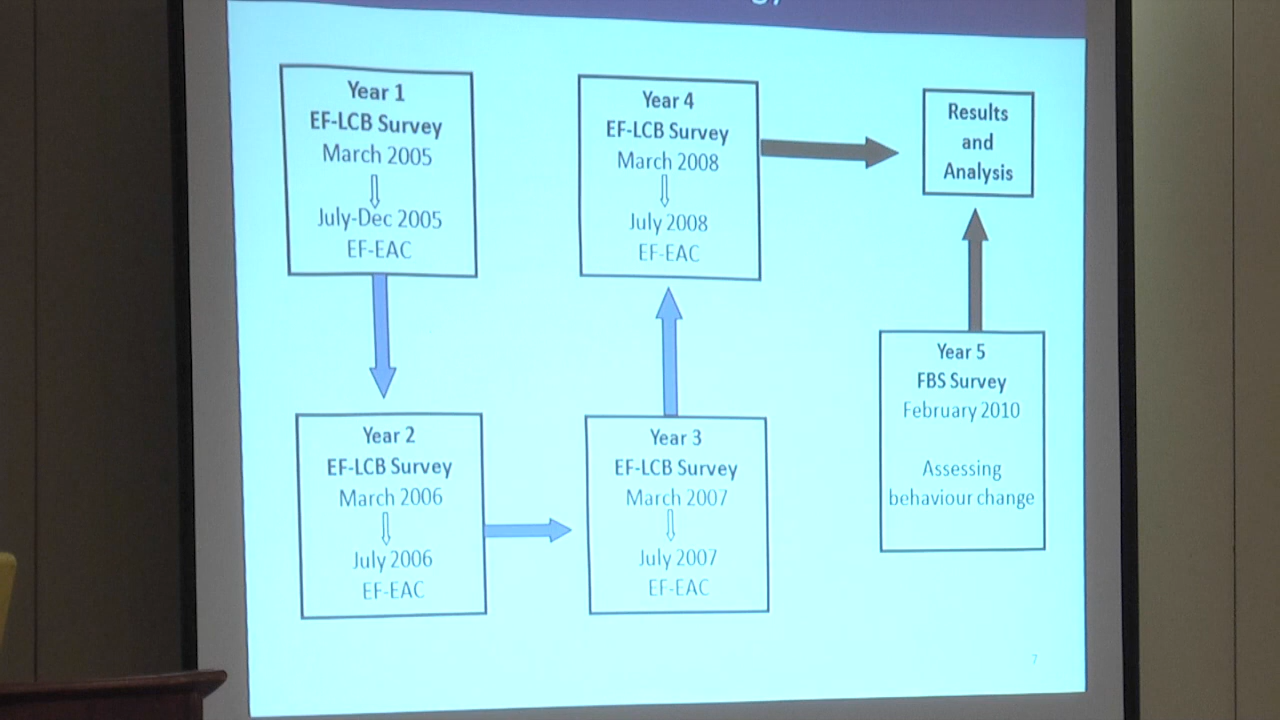 Year 1
EF-LCB Survey
March 2005
July-Dec 2005
EF-EAC
Year 2
EF-LCB Survey
March 2006
July 2006
EF-EAC
Year 3
EF-LCB Survey
March 2007
July 2007
EF-EAC
Year 4
EF-LCB Survey
March 2008
July 2008
EF-EAC
Results
and
Analysis
Year 5
FBS Survey
February 2010
Assessing
behaviour change
7